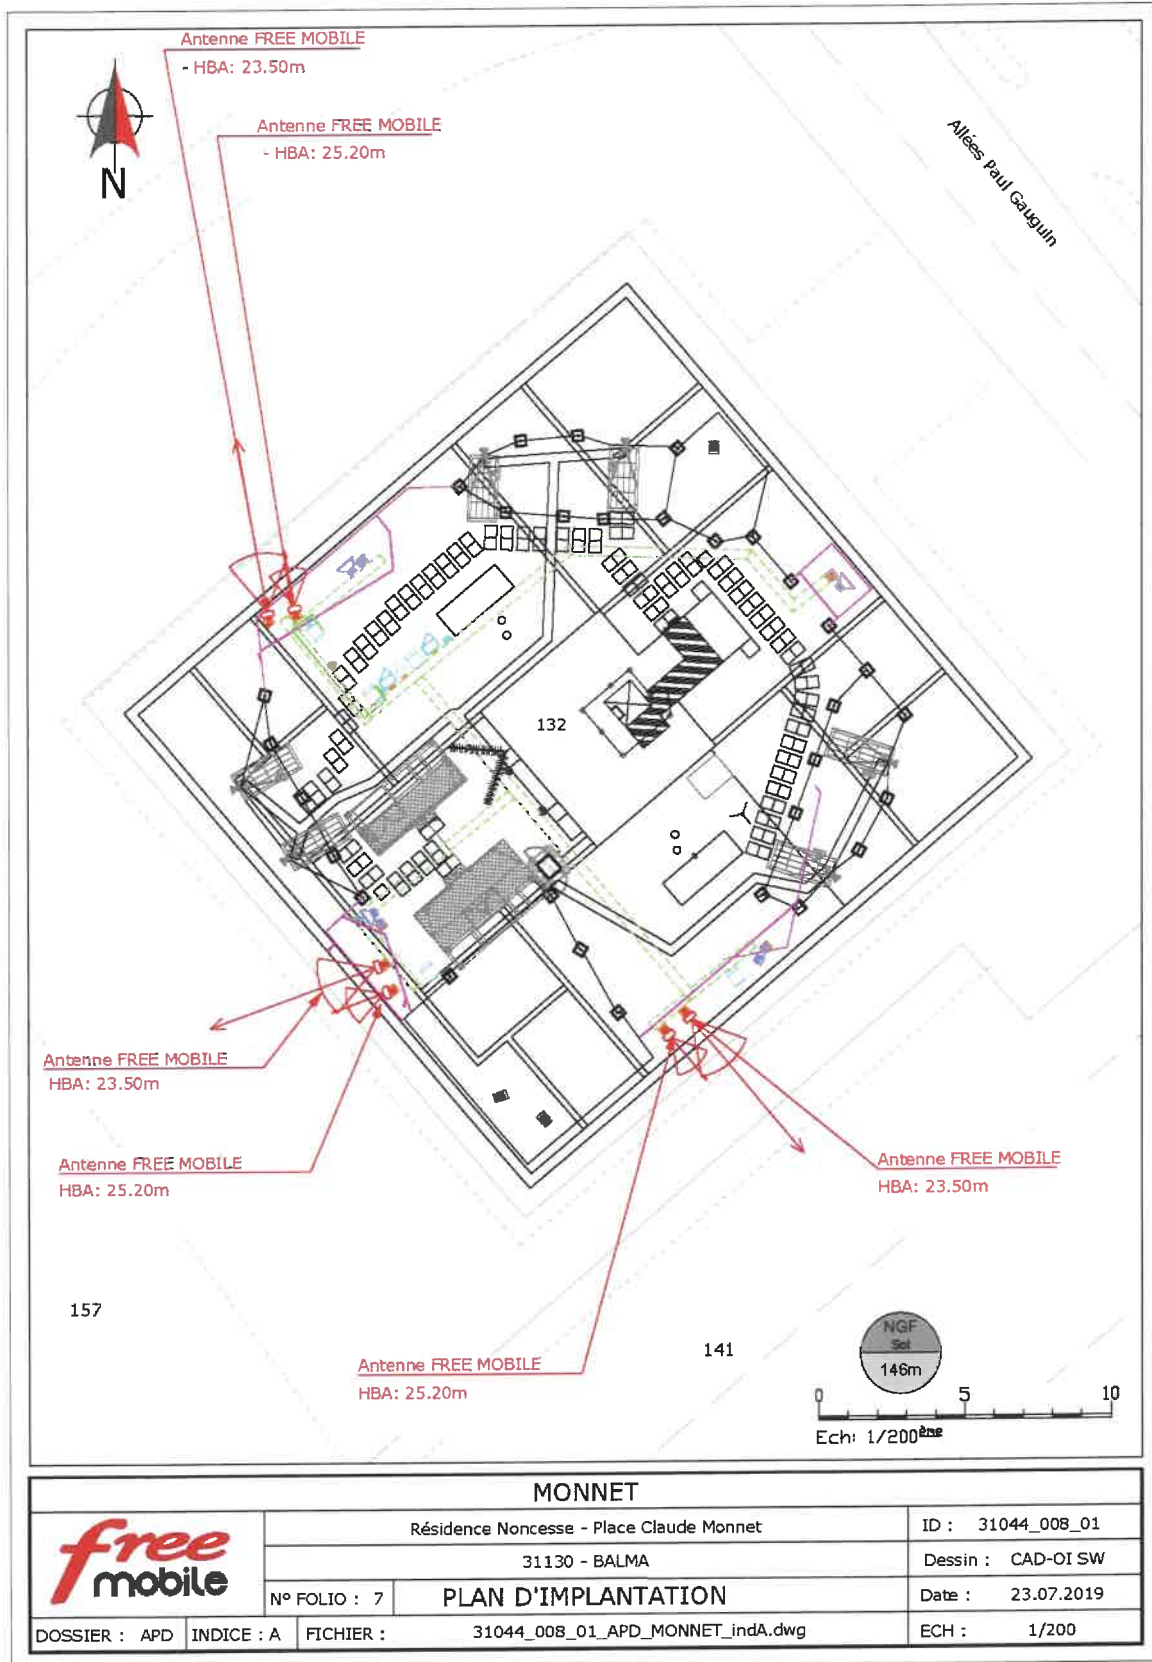 Antenne FREE MOBILE
- HBA: 23.50m
Antenne FREE MOBILE
- HBA: 25.20m
N
Allées Paul Gauguin
132
Antenne FREE MOBILE
HBA: 23.50m
Antenne FREE MOBILE
HBA: 25.20m
Antenne FREE MOBILE
HBA: 23.50m
157
141
Antenne FREE MOBILE
HBA: 25.20m
NGF
Sol
146m
0 5 10
Ech: 1/200ème
MONNET
free
mobile
Résidence Noncesse - Place Claude Monnet
ID : 31044_008_01
31130 - BALMA
Dessin : CAD-OI SW
N° FOLIO : 7
PLAN D'IMPLANTATION
Date : 23.07.2019
DOSSIER : APD
INDICE : A
FICHIER : 31044_008_01_APD_MONNET_indA.dwg
ECH : 1/200